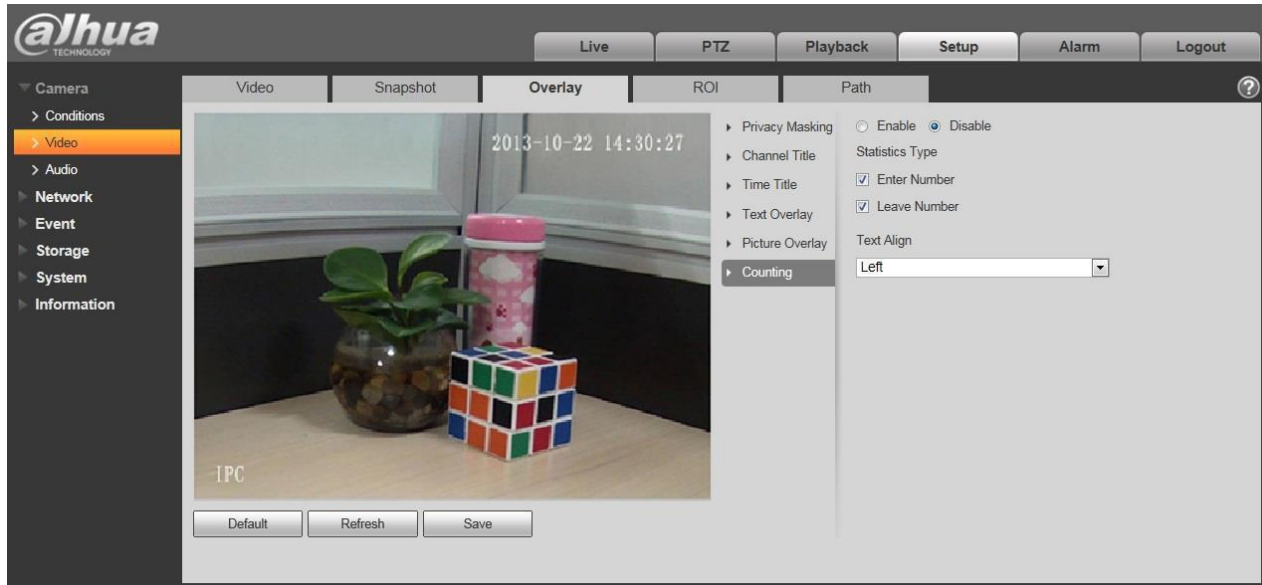 alhua
TECHNOLOGY
Live
PTZ
Playback
Setup
Alarm
Logout
Camera
Conditions
Video
Audio
Network
Event
Storage
System
Information
Video
Snapshot
Overlay
ROI
Path
?
2013-10-22 14:30:27
IPC
Privacy Masking
Channel Title
Time Title
Text Overlay
Picture Overlay
Counting
Enable Disable
Statistics Type
Enter Number
Leave Number
Text Align
Left
Default
Refresh
Save